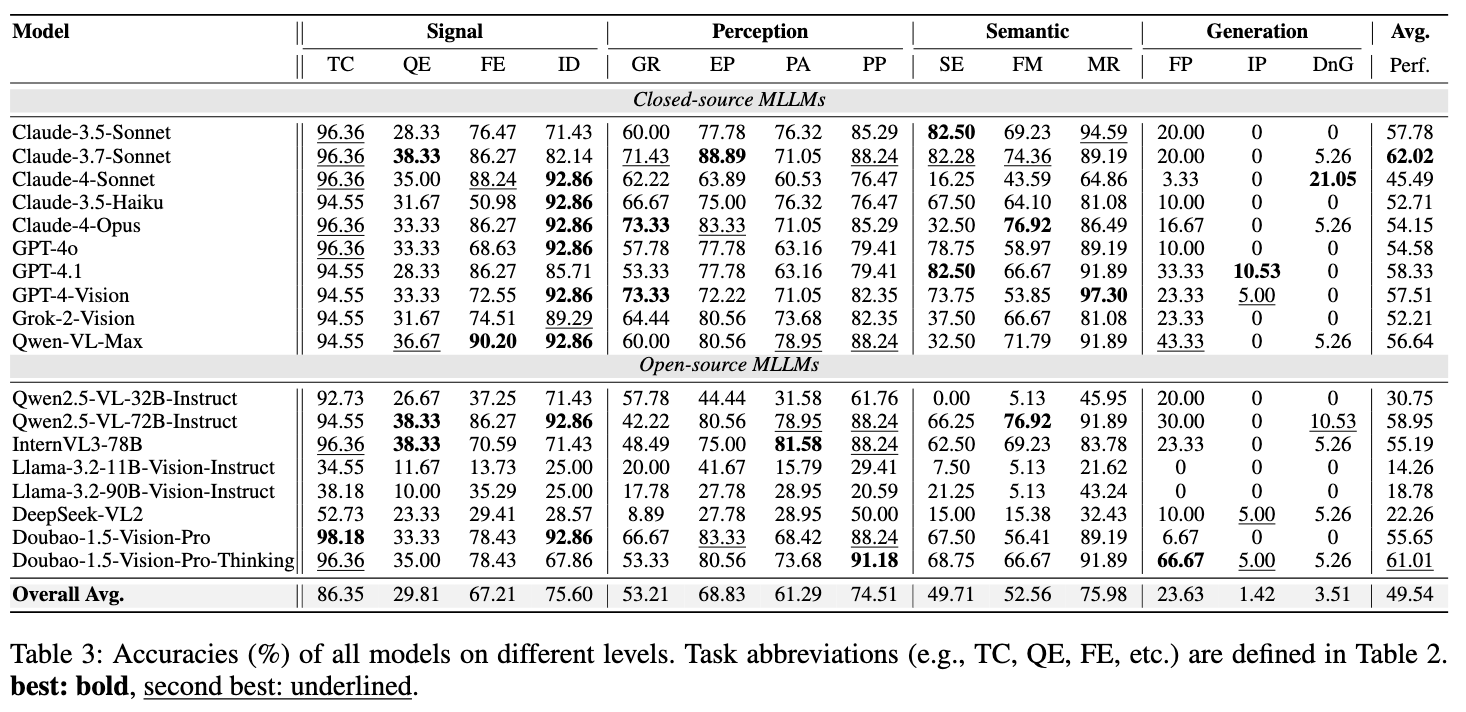 Model Signal Perception Semantic Generation Avg.
TC QE FE ID GR EP PA PP SE FM MR FP IP DnG Perf.
Closed-source MLLMs
Claude-3.5-Sonnet 96.36 28.33 76.47 71.43 60.00 77.78 76.32 85.29 82.50 69.23 94.59 20.00 0 0 57.78
Claude-3.7-Sonnet 96.36 38.33 86.27 82.14 71.43 88.89 71.05 88.24 82.28 74.36 89.19 20.00 0 5.26 62.02
Claude-4-Sonnet 96.36 35.00 88.24 92.86 62.22 63.89 60.53 76.47 16.25 43.59 64.86 3.33 0 21.05 45.49
Claude-3.5-Haiku 94.55 31.67 50.98 92.86 66.67 75.00 76.32 76.47 67.50 64.10 81.08 10.00 0 0 52.71
Claude-4-Opus 96.36 33.33 86.27 92.86 73.33 83.33 71.05 85.29 32.50 76.92 86.49 16.67 0 5.26 54.15
GPT-4o 96.36 33.33 68.63 92.86 57.78 77.78 63.16 79.41 78.75 58.97 89.19 10.00 0 0 54.58
GPT-4.1 94.55 28.33 86.27 85.71 53.33 77.78 63.16 79.41 82.50 66.67 91.89 33.33 10.53 0 58.33
GPT-4-Vision 94.55 33.33 72.55 92.86 73.33 72.22 71.05 82.35 73.75 53.85 97.30 23.33 5.00 0 57.51
Grok-2-Vision 94.55 31.67 74.51 89.29 64.44 80.56 73.68 82.35 37.50 66.67 81.08 23.33 0 0 52.21
Qwen-VL-Max 94.55 36.67 90.20 92.86 60.00 80.56 78.95 88.24 32.50 71.79 91.89 43.33 0 5.26 56.64
Open-source MLLMs
Qwen2.5-VL-32B-Instruct 92.73 26.67 37.25 71.43 57.78 44.44 31.58 61.76 0.00 5.13 45.95 20.00 0 0 30.75
Qwen2.5-VL-72B-Instruct 94.55 38.33 86.27 92.86 42.22 80.56 78.95 88.24 66.25 76.92 91.89 30.00 0 10.53 58.95
InternVL3-78B 96.36 38.33 70.59 71.43 48.49 75.00 81.58 88.24 62.50 69.23 83.78 23.33 0 5.26 55.19
Llama-3.2-11B-Vision-Instruct 34.55 11.67 13.73 25.00 20.00 41.67 15.79 29.41 7.50 5.13 21.62 0 0 0 14.26
Llama-3.2-90B-Vision-Instruct 38.18 10.00 35.29 25.00 17.78 27.78 28.95 20.59 21.25 5.13 43.24 0 0 0 18.78
DeepSeek-VL2 52.73 23.33 29.41 28.57 8.89 27.78 28.95 50.00 15.00 15.38 32.43 10.00 5.00 5.26 22.26
Doubao-1.5-Vision-Pro 98.18 33.33 78.43 92.86 66.67 83.33 68.42 88.24 67.50 56.41 89.19 6.67 0 0 55.65
Doubao-1.5-Vision-Pro-Thinking 96.36 35.00 78.43 67.86 53.33 80.56 73.68 91.18 68.75 66.67 91.89 66.67 5.00 5.26 61.01
Overall Avg. 86.35 29.81 67.21 75.60 53.21 68.83 61.29 74.51 49.71 52.56 75.98 23.63 1.42 3.51 49.54
Table 3: Accuracies (%) of all models on different levels. Task abbreviations (e.g., TC, QE, FE, etc.) are defined in Table 2.
best: bold, second best: underlined.